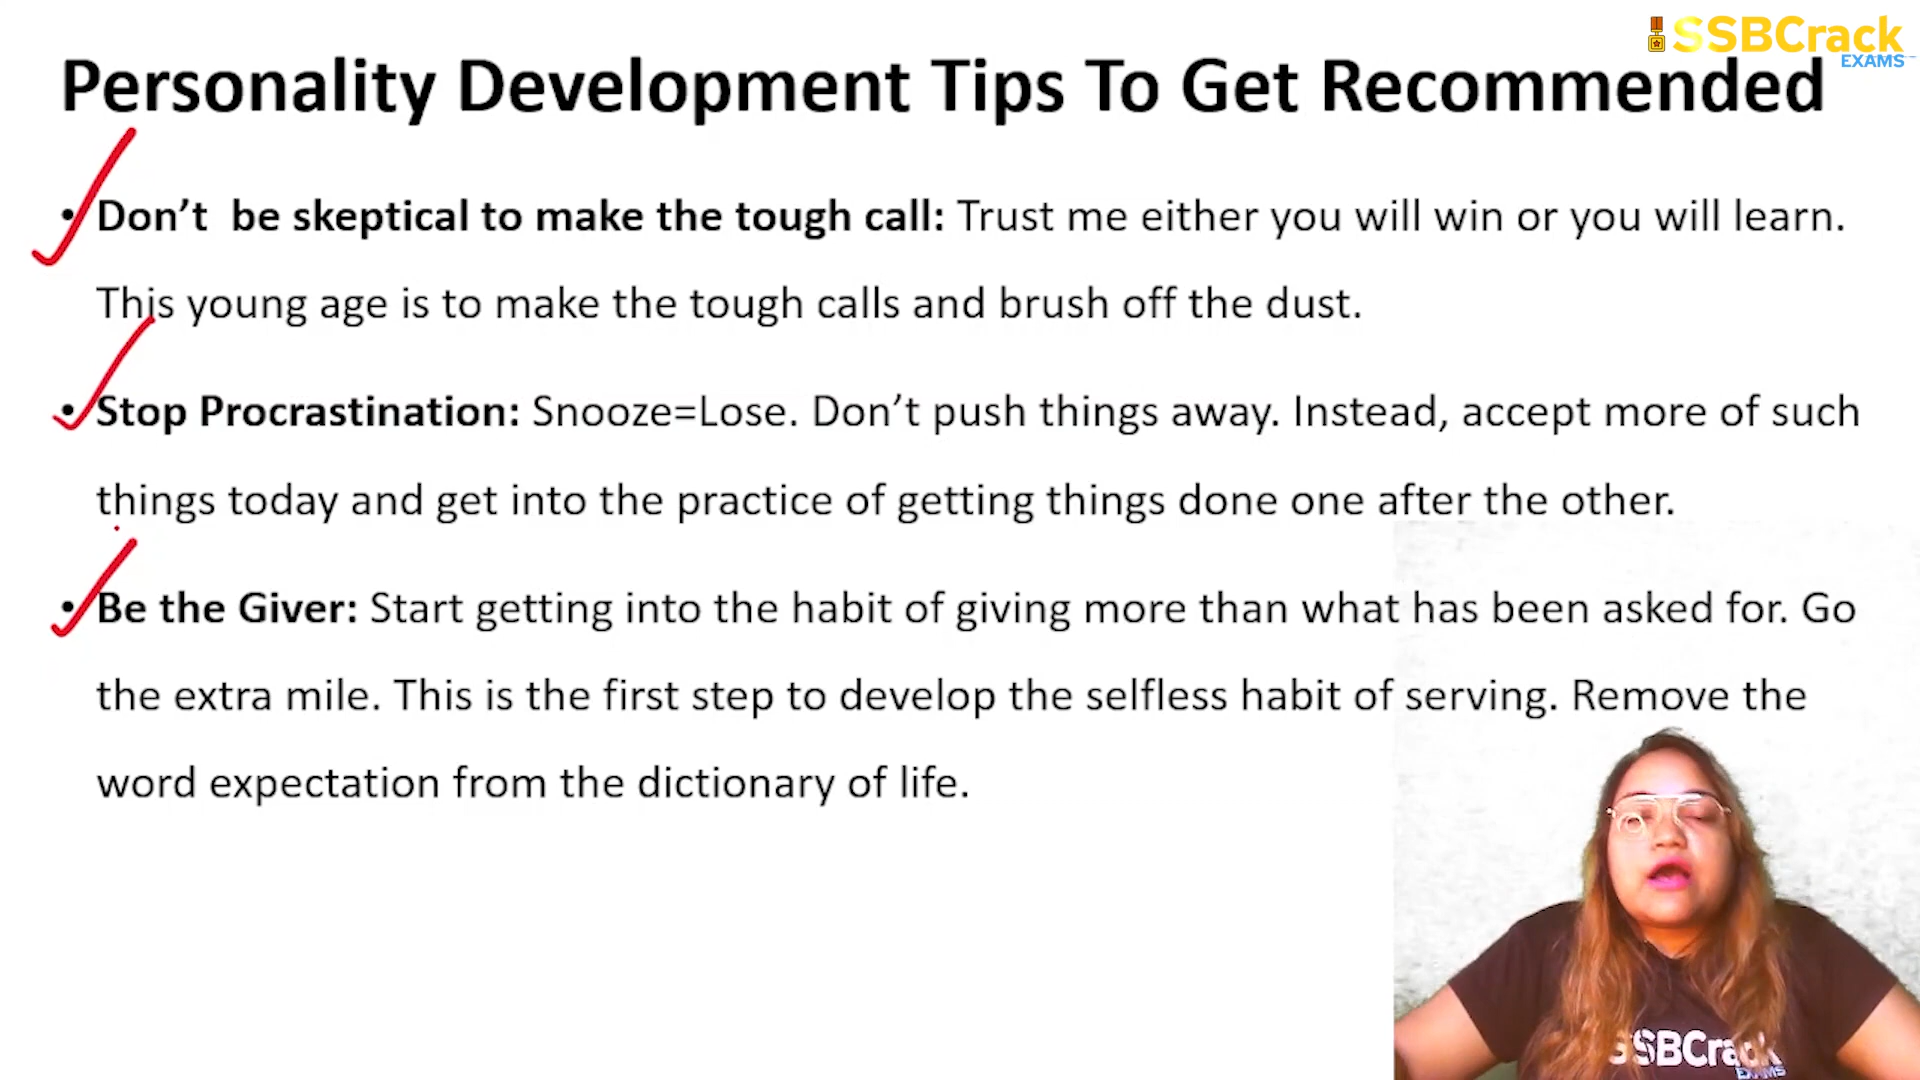 SSBCrack
EXAMS
Personality Development Tips To Get Recommended
• Don’t  be skeptical to make the tough call: Trust me either you will win or you will learn.
This young age is to make the tough calls and brush off the dust.
• Stop Procrastination: Snooze=Lose. Don’t push things away. Instead, accept more of such
things today and get into the practice of getting things done one after the other.
• Be the Giver: Start getting into the habit of giving more than what has been asked for. Go
the extra mile. This is the first step to develop the selfless habit of serving. Remove the
word expectation from the dictionary of life.
SSBCrack
EXAMS